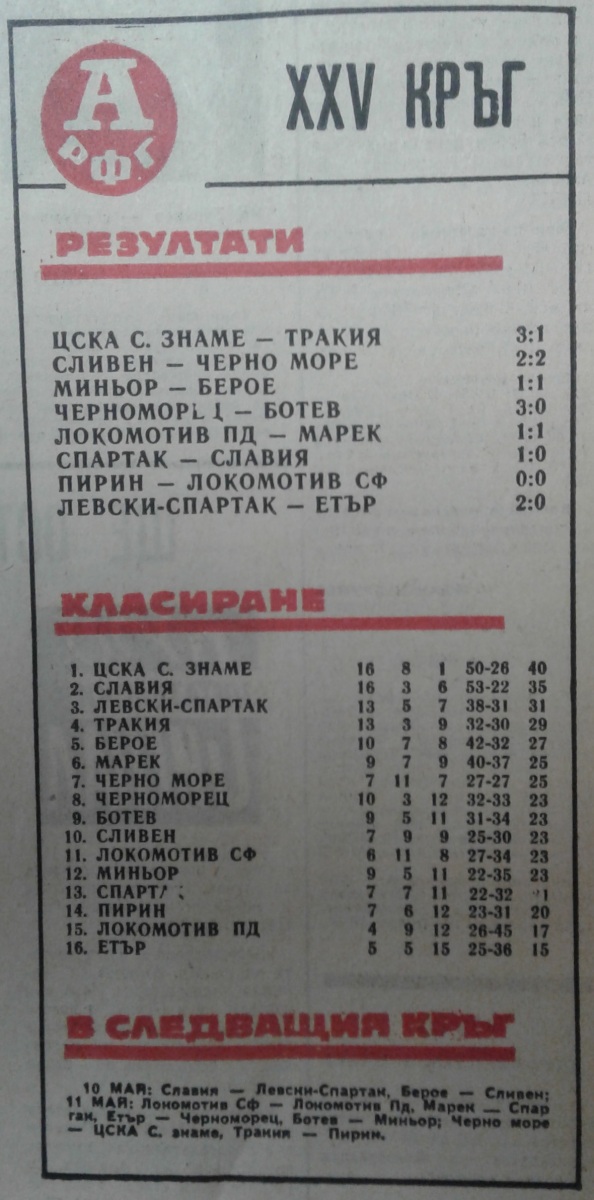 А
РФГ
XXV КРЪГ
РЕЗУЛТАТИ
ЦСКА С. ЗНАМЕ — ТРАКИЯ 3:1
СЛИВЕН — ЧЕРНО МОРЕ 2:2
МИНЬОР — БЕРОЕ 1:1
ЧЕРНОМОРЕЦ — БОТЕВ 3:0
ЛОКОМОТИВ ПД — МАРЕК 1:1
СПАРТАК — СЛАВИЯ 1:0
ПИРИН — ЛОКОМОТИВ СФ 0:0
ЛЕВСКИ-СПАРТАК — ЕТЪР 2:0
КЛАСИРАНЕ
1. ЦСКА С. ЗНАМЕ 16 8 1 50-26 40
2. СЛАВИЯ 16 3 6 53-22 35
3. ЛЕВСКИ-СПАРТАК 13 5 7 38-31 31
4. ТРАКИЯ 13 3 9 32-30 29
5. БЕРОЕ 10 7 8 42-32 27
6. МАРЕК 9 7 9 40-37 25
7. ЧЕРНО МОРЕ 7 11 7 27-27 25
8. ЧЕРНОМОРЕЦ 10 3 12 32-33 23
9. БОТЕВ 9 5 11 31-34 23
10. СЛИВЕН 7 9 9 25-30 23
11. ЛОКОМОТИВ СФ 6 11 8 27-34 23
12. МИНЬОР 9 5 11 22-35 23
13. СПАРТАК 7 7 11 22-32 21
14. ПИРИН 7 6 12 23-31 20
15. ЛОКОМОТИВ ПД 4 9 12 26-45 17
16. ЕТЪР 5 5 15 25-36 15
В СЛЕДВАЩИЯ КРЪГ
10 МАЙ: Славия — Левски-Спартак, Берое — Сливен;
11 МАЙ: Локомотив Сф — Локомотив Пд, Марек — Спар
так, Етър — Черноморец, Ботев — Миньор; Черно море
— ЦСКА С. знаме, Тракия — Пирин.